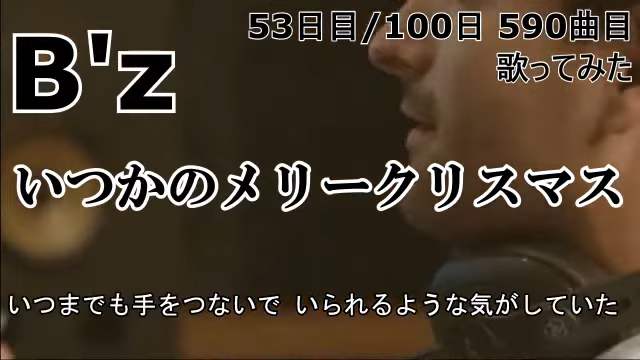 B'z
53日目/100日 590曲目
歌ってみた
いつかのメリークリスマス
いつまでも手をつないで いられるような気がしていた